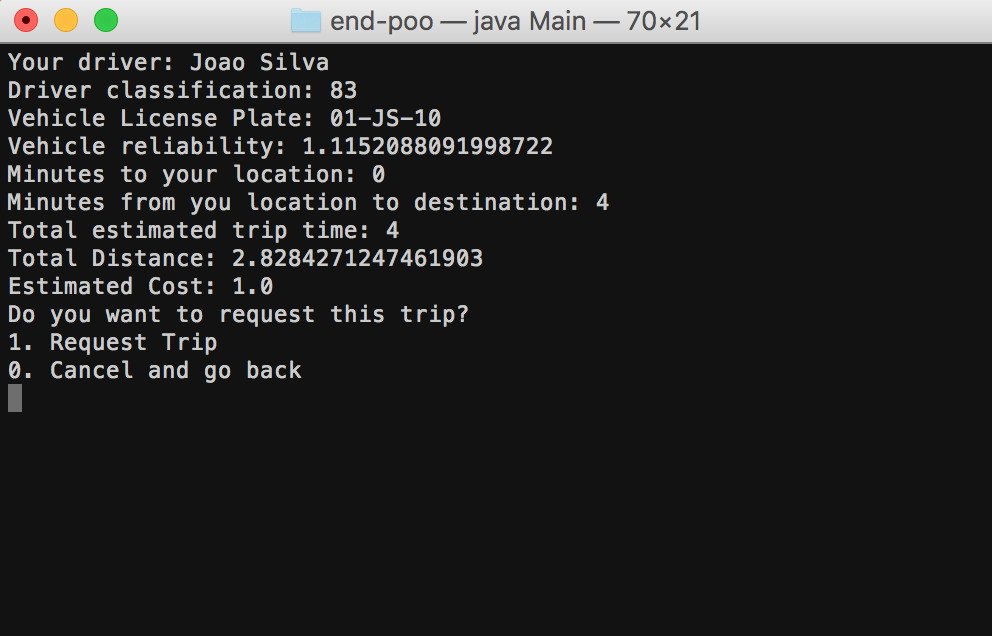 end-poo — java Main — 70×21
Your driver: Joao Silva
Driver classification: 83
Vehicle License Plate: 01-JS-10
Vehicle reliability: 1.1152088091998722
Minutes to your location: 0
Minutes from you location to destination: 4
Total estimated trip time: 4
Total Distance: 2.8284271247461903
Estimated Cost: 1.0
Do you want to request this trip?
1. Request Trip
0. Cancel and go back